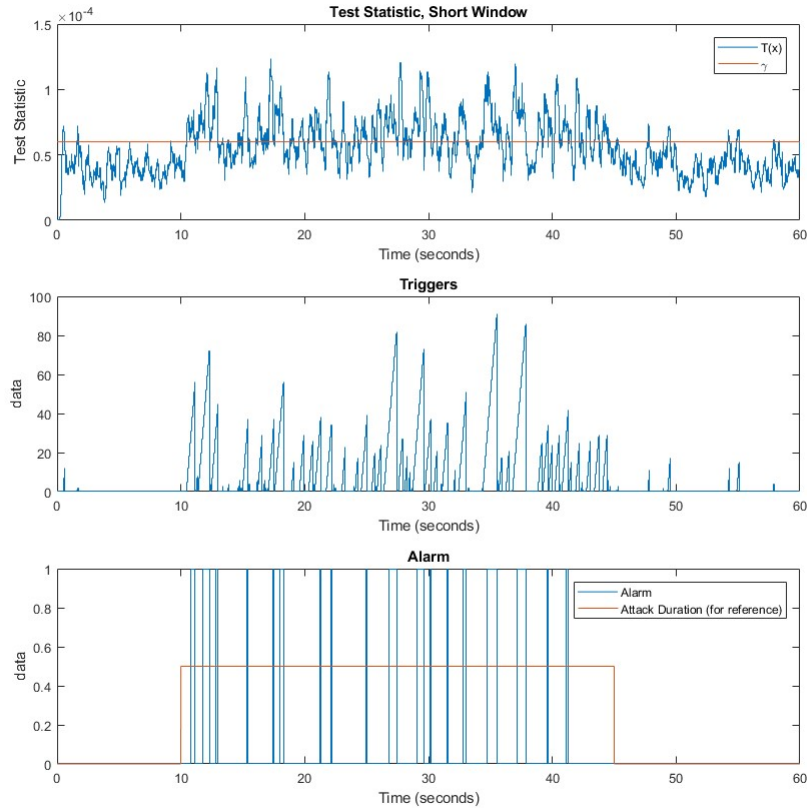 Test Statistic, Short Window
×10⁻⁴
1.5
1
0.5
0
Test Statistic
T(x)
γ
0 10 20 30 40 50 60
Time (seconds)
Triggers
100
80
60
40
20
0
data
0 10 20 30 40 50 60
Time (seconds)
Alarm
1
0.8
0.6
0.4
0.2
0
data
Alarm
Attack Duration (for reference)
0 10 20 30 40 50 60
Time (seconds)